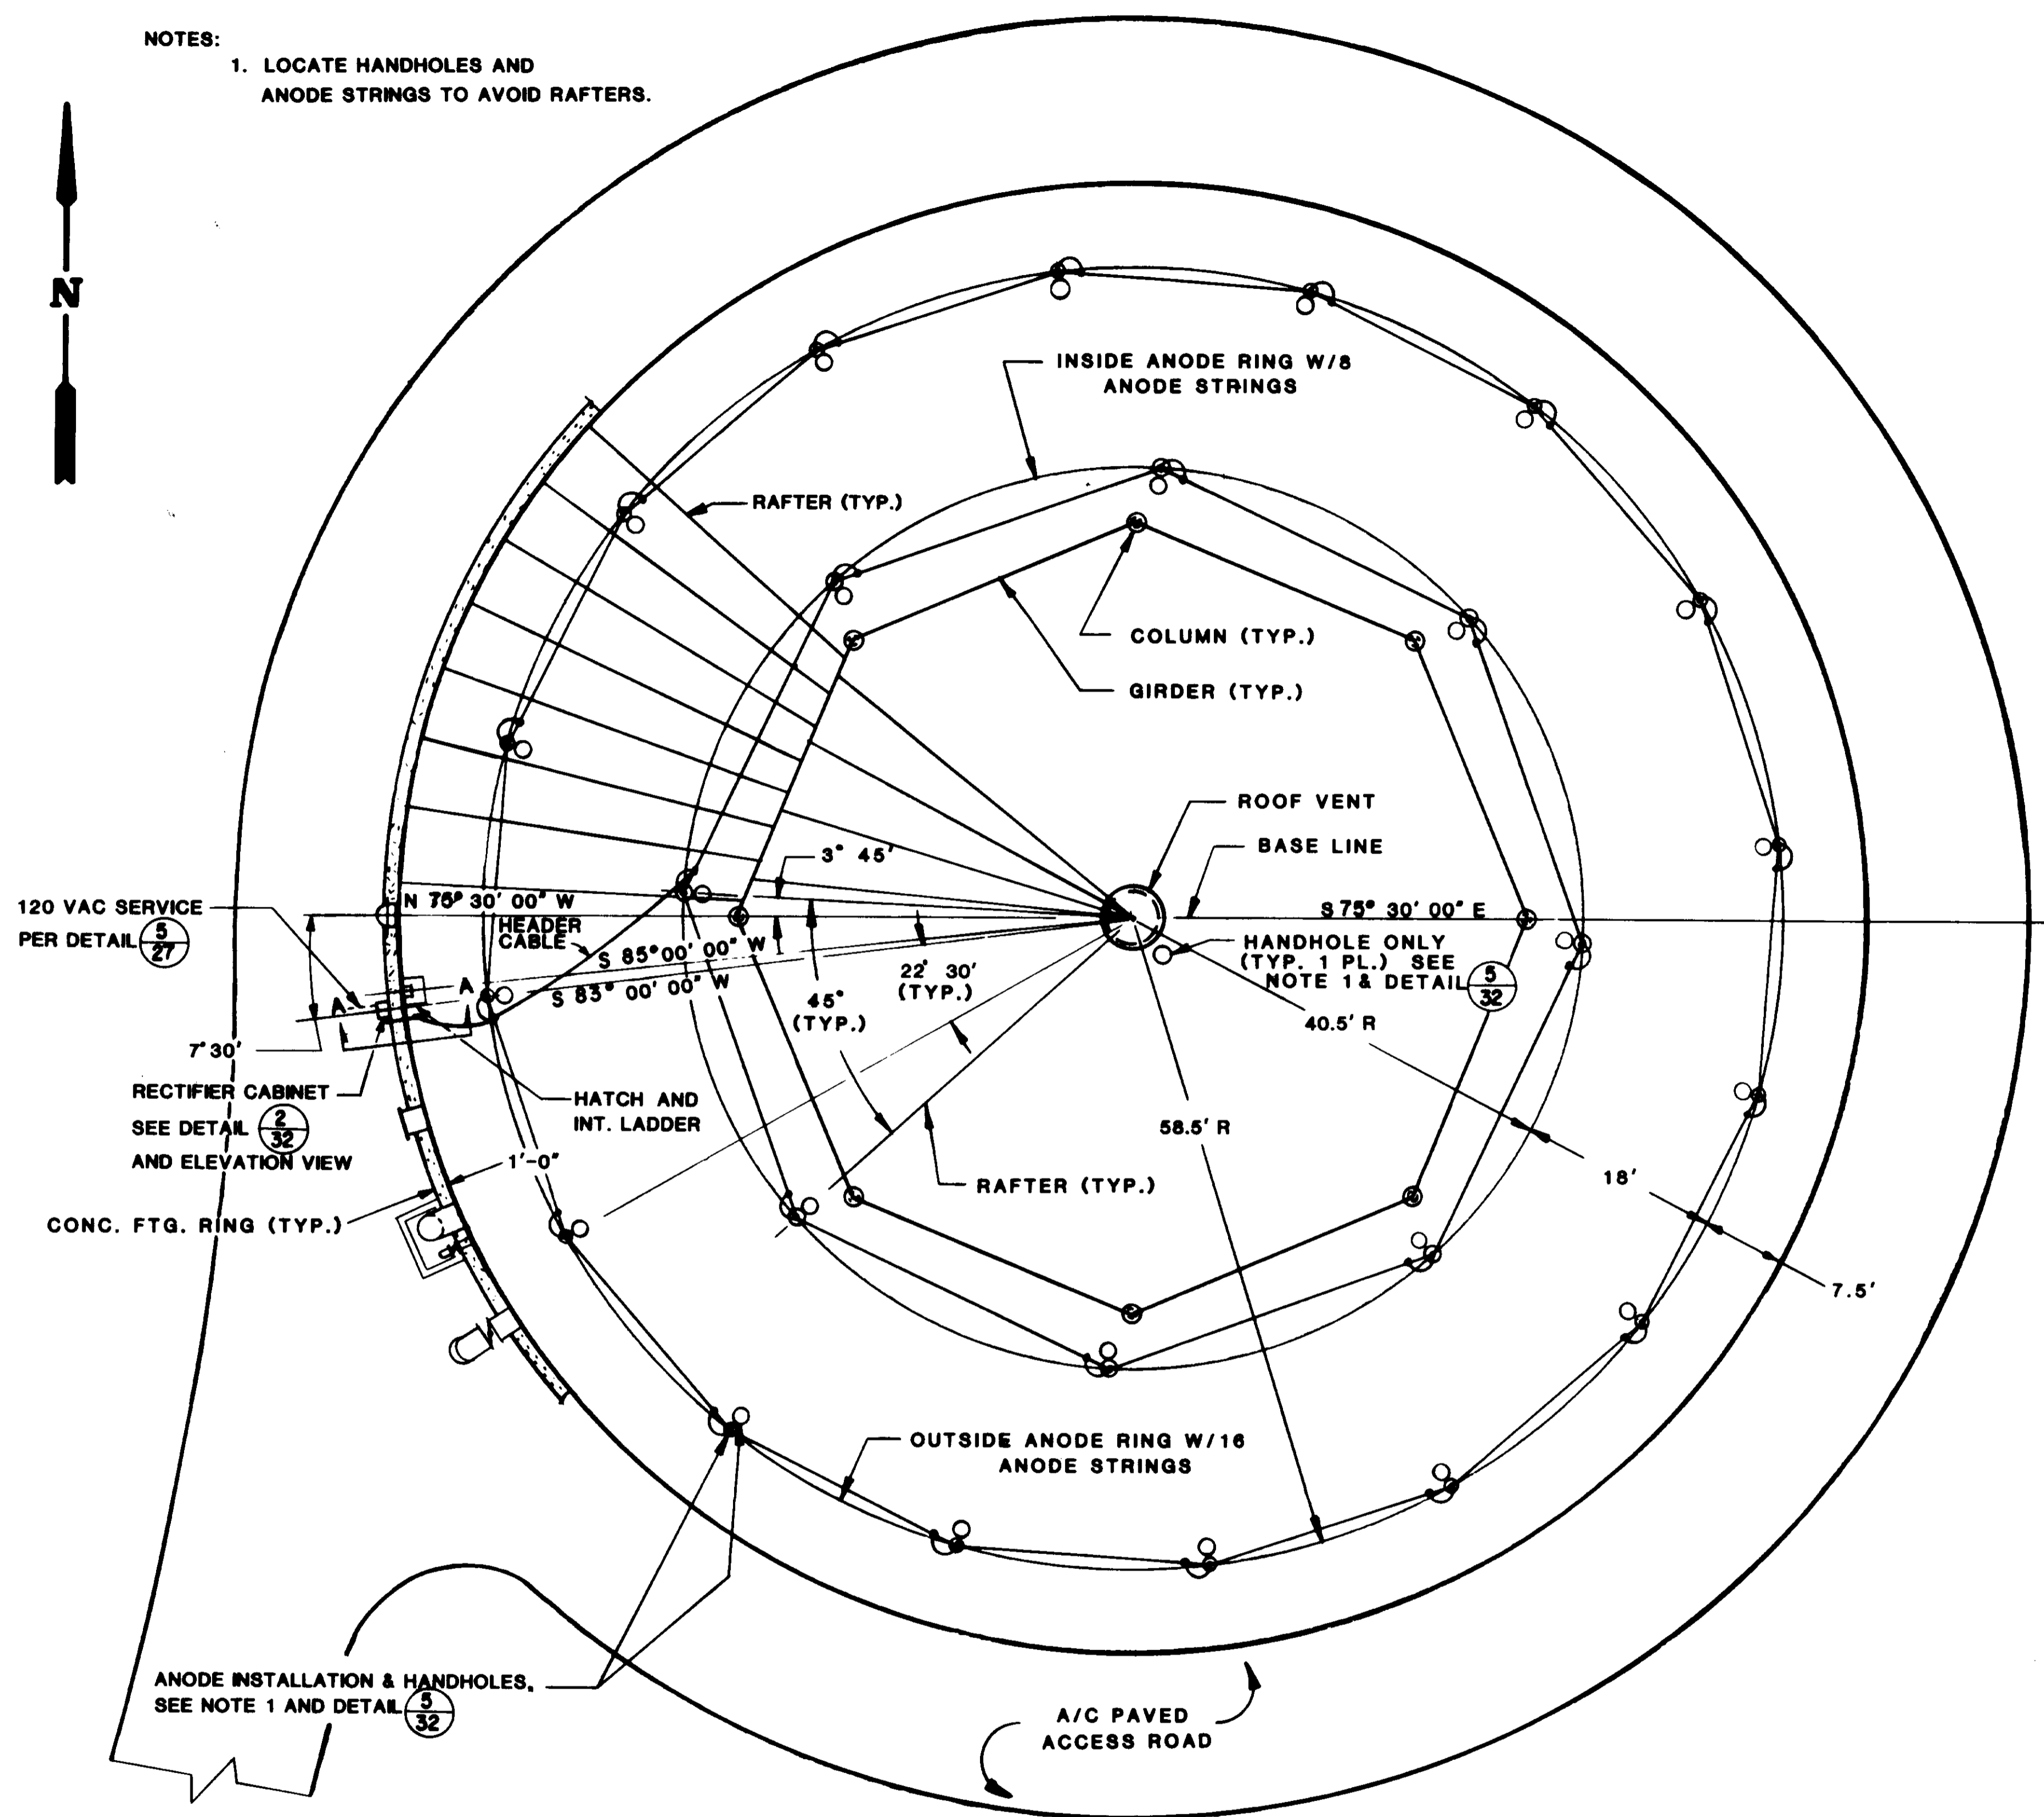 NOTES:
1. LOCATE HANDHOLES AND
ANODE STRINGS TO AVOID RAFTERS.
N
INSIDE ANODE RING W/8
ANODE STRINGS
RAFTER (TYP.)
COLUMN (TYP.)
GIRDER (TYP.)
ROOF VENT
BASE LINE
3° 45'
N 75° 30' 00" W
S 75° 30' 00" E
120 VAC SERVICE
PER DETAIL 5/27
HEADER
CABLE
S 85° 00' 00" W
S 83° 00' 00" W
HANDHOLE ONLY
(TYP. 1 PL.) SEE
NOTE 1 & DETAIL 5/32
22° 30'
(TYP.)
45°
(TYP.)
A
A
7° 30'
40.5' R
RECTIFIER CABINET
SEE DETAIL 2/32
AND ELEVATION VIEW
HATCH AND
INT. LADDER
58.5' R
1'-0"
18'
RAFTER (TYP.)
CONC. FTG. RING (TYP.)
7.5'
OUTSIDE ANODE RING W/16
ANODE STRINGS
ANODE INSTALLATION & HANDHOLES,
SEE NOTE 1 AND DETAIL 5/32
A/C PAVED
ACCESS ROAD